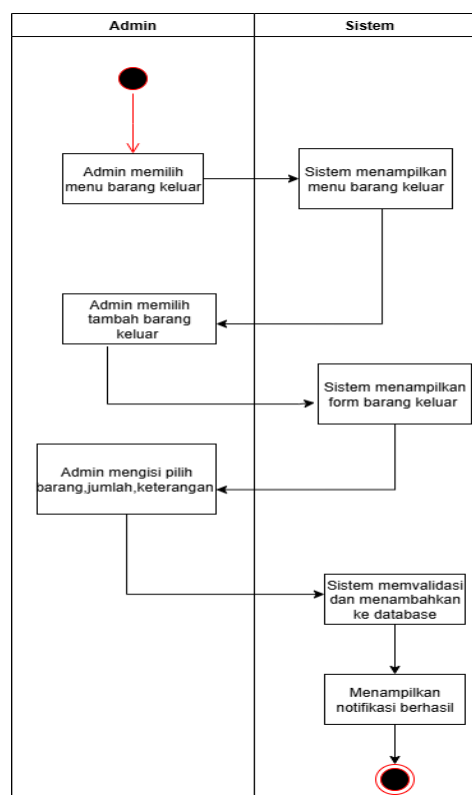 Admin
Sistem
Admin memilih
menu barang keluar
Sistem menampilkan
menu barang keluar
Admin memilih
tambah barang
keluar
Sistem menampilkan
form barang keluar
Admin mengisi pilih
barang,jumlah,keterangan
Sistem memvalidasi
dan menambahkan
ke database
Menampilkan
notifikasi berhasil